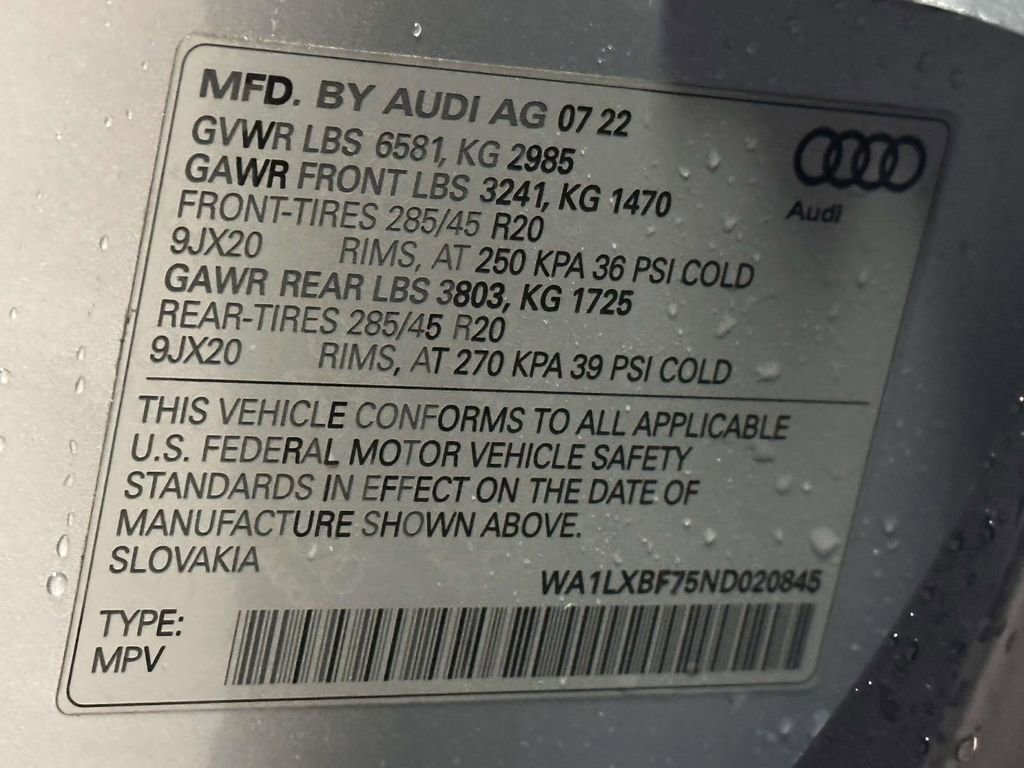 MFD. BY AUDI AG 07 22
GVWR LBS 6581, KG 2985
GAWR FRONT LBS 3241, KG 1470
FRONT-TIRES 285/45 R20
9JX20 RIMS, AT 250 KPA 36 PSI COLD
GAWR REAR LBS 3803, KG 1725
REAR-TIRES 285/45 R20
9JX20 RIMS, AT 270 KPA 39 PSI COLD
Audi
THIS VEHICLE CONFORMS TO ALL APPLICABLE
U.S. FEDERAL MOTOR VEHICLE SAFETY
STANDARDS IN EFFECT ON THE DATE OF
MANUFACTURE SHOWN ABOVE.
SLOVAKIA
WA1LXBF75ND020845
TYPE:
MPV